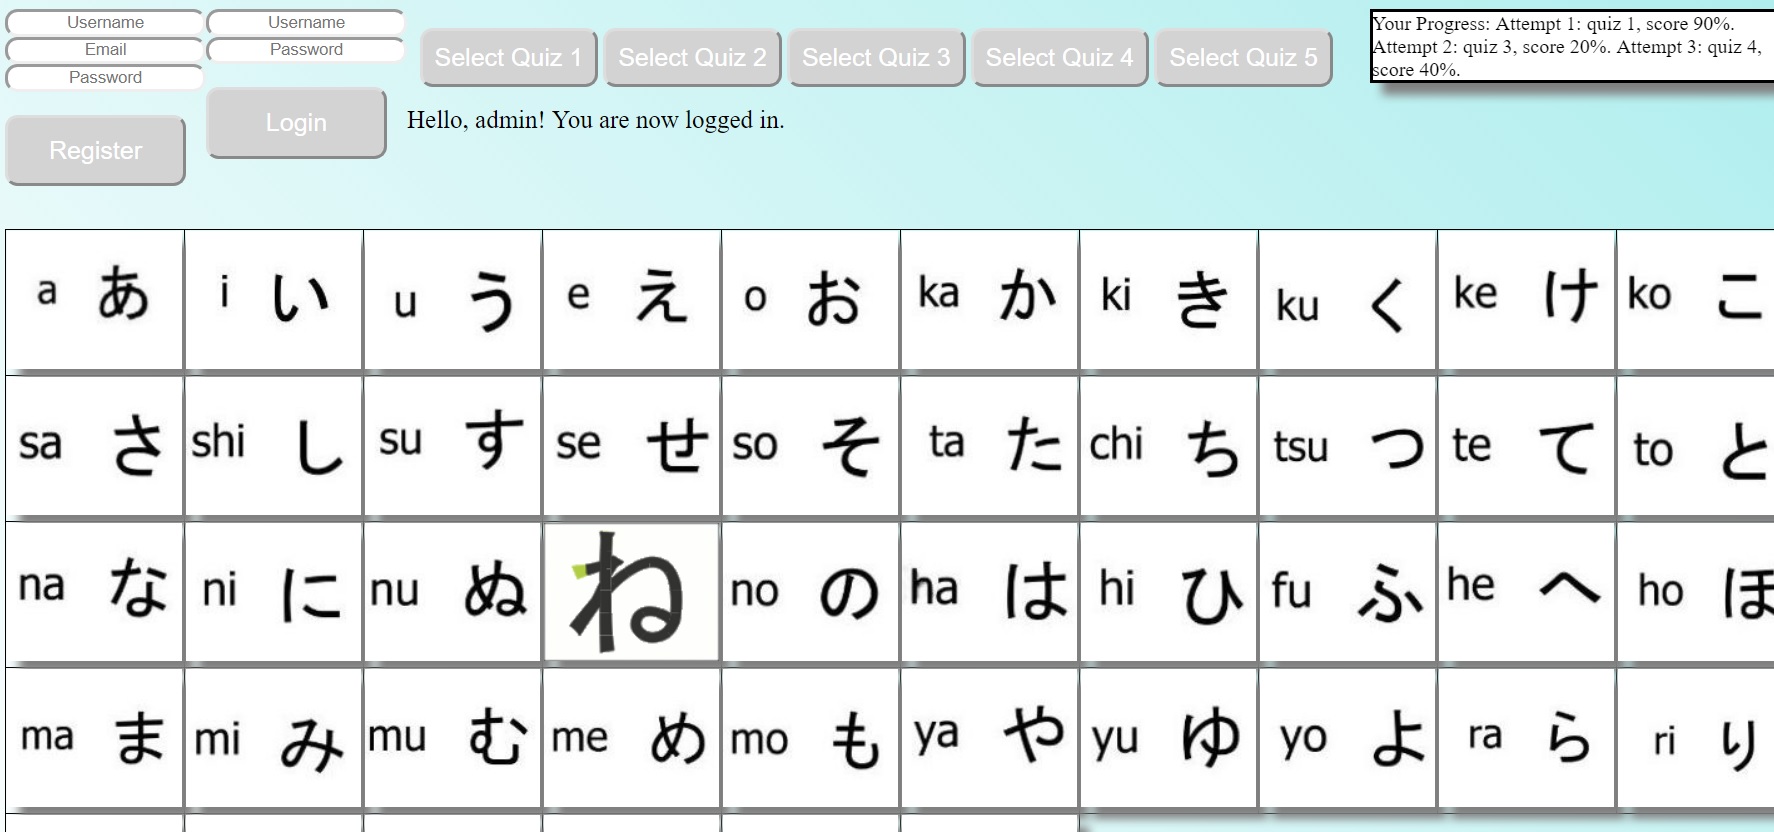 Username
Email
Password
Register
Username
Password
Login
Select Quiz 1
Select Quiz 2
Select Quiz 3
Select Quiz 4
Select Quiz 5
Your Progress: Attempt 1: quiz 1, score 90%.
Attempt 2: quiz 3, score 20%. Attempt 3: quiz 4,
score 40%.
Hello, admin! You are now logged in.
a あ i い u う e え o お ka か ki き ku く ke け ko こ
sa さ shi し su す se せ so そ ta た chi ち tsu つ te て to と
na な ni に nu ぬ ね no の ha は hi ひ fu ふ he へ ho ほ
ma ま mi み mu む me め mo も ya や yu ゆ yo よ ra ら ri り